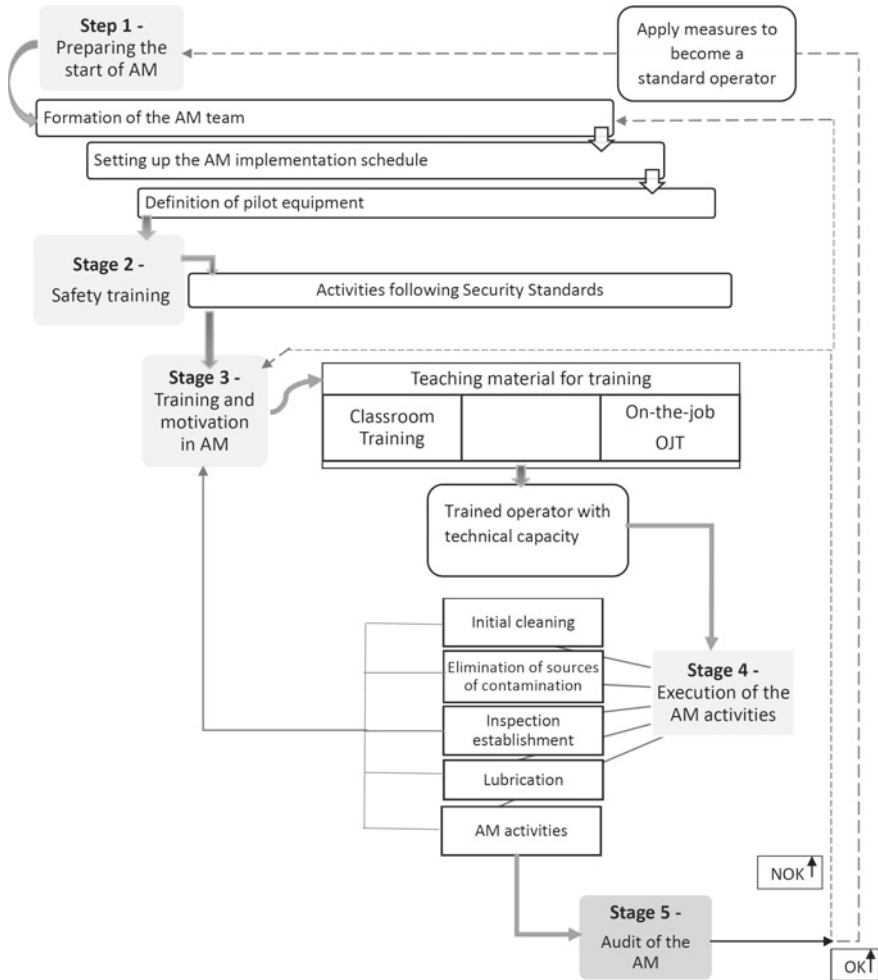 Step 1 -
Preparing the
start of AM
Apply measures to
become a
standard operator
Formation of the AM team
Setting up the AM implementation schedule
Definition of pilot equipment
Stage 2 -
Safety training
Activities following Security Standards
Stage 3 -
Training and
motivation
in AM
Teaching material for training
Classroom
Training
On-the-job
OJT
Trained operator with
technical capacity
Initial cleaning
Elimination of sources
of contamination
Inspection
establishment
Lubrication
AM activities
Stage 4 -
Execution of the
AM activities
NOK
Stage 5 -
Audit of the
AM
OK